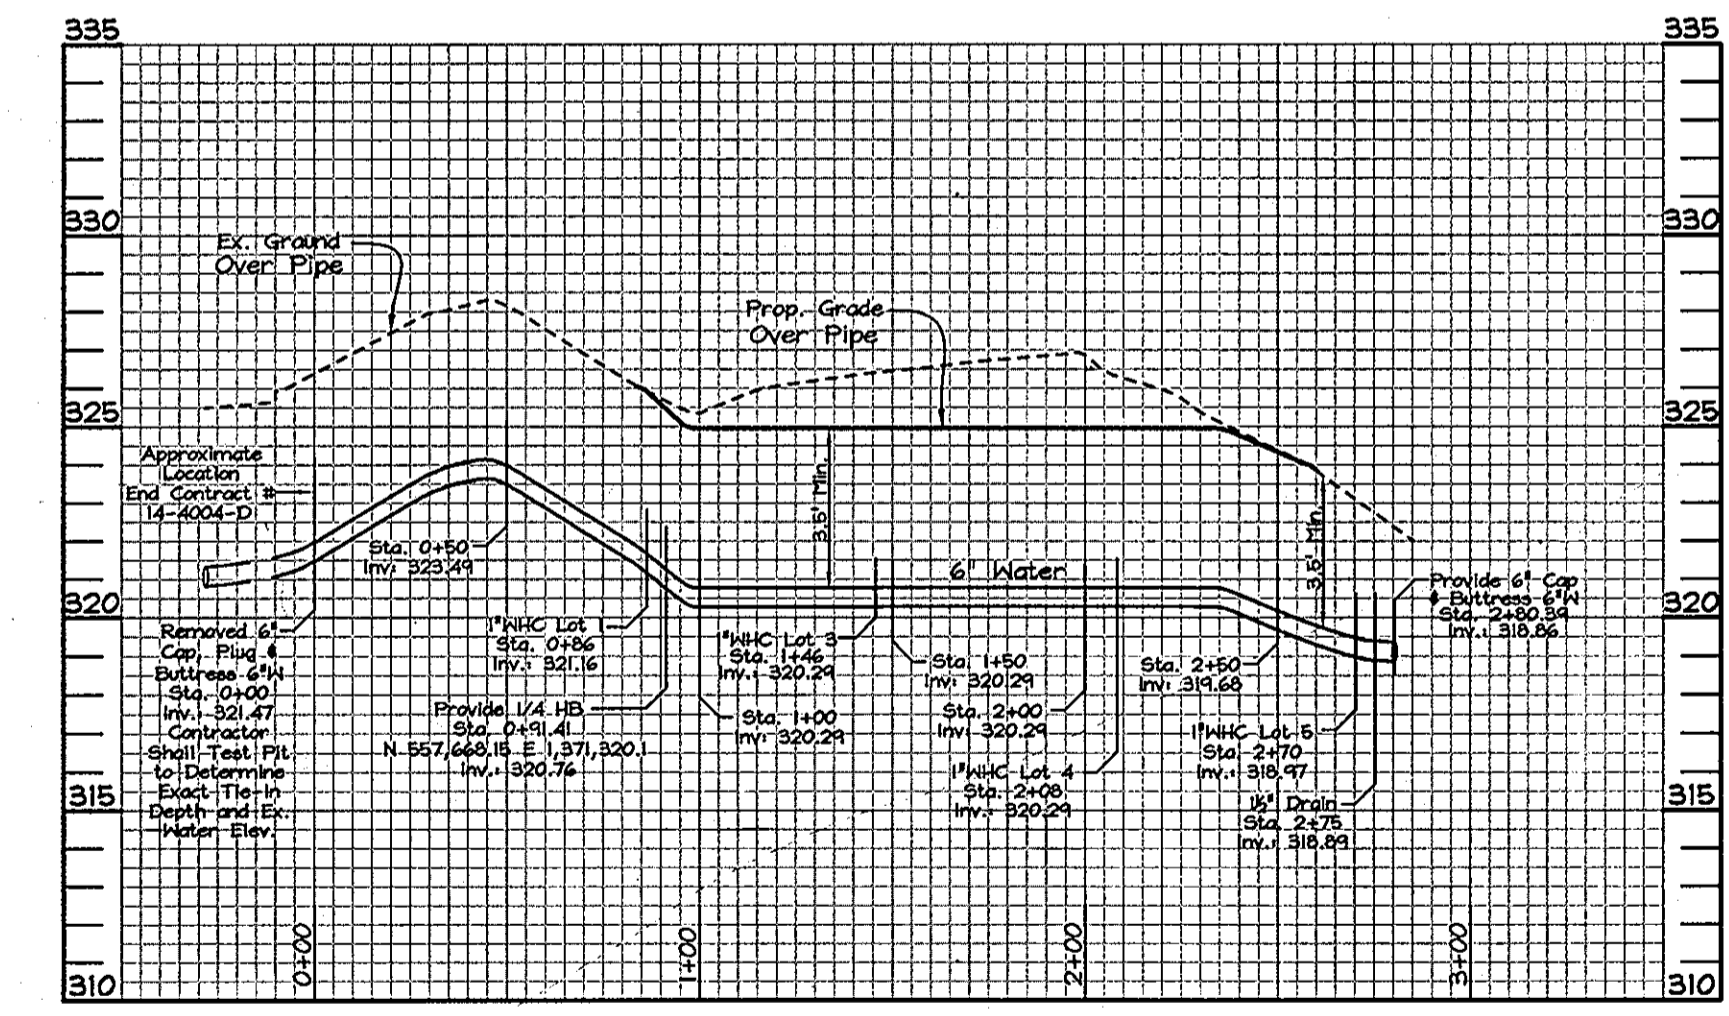 335
335
330
330
Ex. Ground
Over Pipe
Prop. Grade
Over Pipe
325
325
Approximate
Location
End Contract #
14-4004-D
3.5' Min.
3.5' Min.
Sta. 0+50
Inv: 323.49
6" Water
320
320
Provide 6" Cap
& Buttress 6"W
Sta. 2+80.39
Inv.: 318.86
Removed 6"
Cap, Plug &
Buttress 6"W
Sta. 0+00
Inv.: 321.47
Contractor
Shall Test Pit
to Determine
Exact Tie-In
Depth and Ex.
Water Elev.
1"WHC Lot 1
Sta. 0+86
Inv.: 321.16
1"WHC Lot 3
Sta. 1+46
Inv.: 320.29
Sta. 1+50
Inv: 320.29
Sta. 2+50
Inv: 319.68
Provide 1/4 HB
Sta. 0+91.41
N 557,668.15 E 1,371,320.1
Inv.: 320.76
Sta. 1+00
Inv: 320.29
Sta. 2+00
Inv: 320.29
1"WHC Lot 4
Sta. 2+08
Inv.: 320.29
1"WHC Lot 5
Sta. 2+70
Inv.: 318.97
1½" Drain
Sta. 2+75
Inv.: 318.89
315
315
0+00
1+00
2+00
3+00
310
310